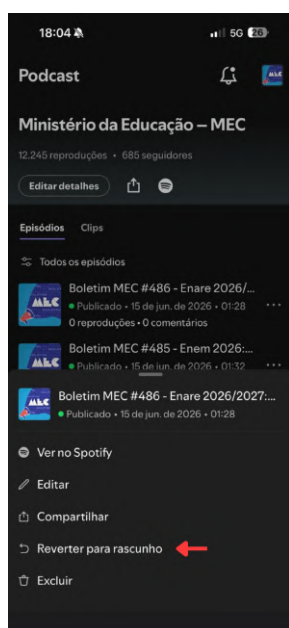 18:04
5G 26
Podcast
Ministério da Educação – MEC
12.245 reproduções • 685 seguidores
Editar detalhes
Episódios Clips
Todos os episódios
MEC
Boletim MEC #486 - Enare 2026/...
Publicado • 15 de jun. de 2026 • 01:28
0 reproduções • 0 comentários
MEC
Boletim MEC #485 - Enem 2026:...
Publicado • 15 de jun. de 2026 • 01:32
MEC
Boletim MEC #486 - Enare 2026/2027:...
Publicado • 15 de jun. de 2026 • 01:28
Ver no Spotify
Editar
Compartilhar
Reverter para rascunho
Excluir